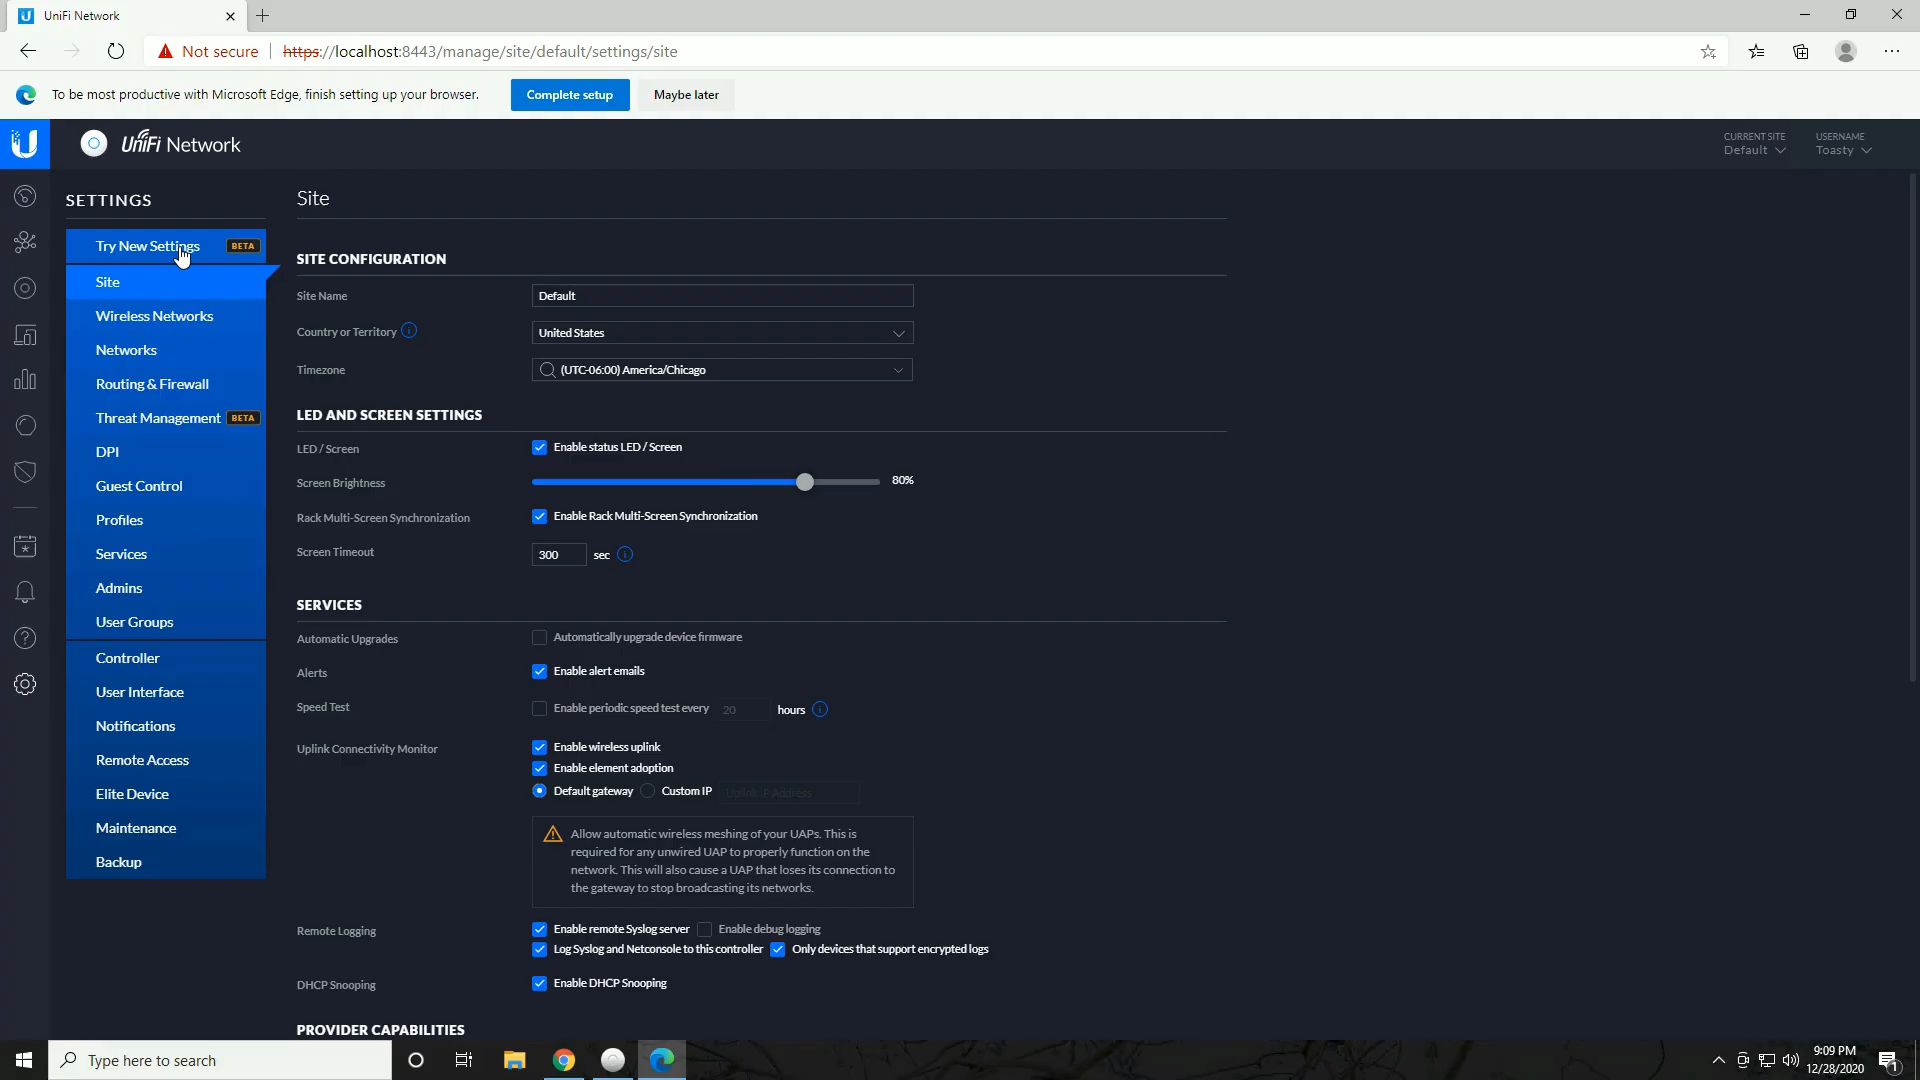 UniFi Network
Not secure https://localhost:8443/manage/site/default/settings/site
To be most productive with Microsoft Edge, finish setting up your browser. Complete setup Maybe later
UniFi Network
CURRENT SITE
Default
USERNAME
Toasty
SETTINGS
Try New Settings BETA
Site
Wireless Networks
Networks
Routing & Firewall
Threat Management BETA
DPI
Guest Control
Profiles
Services
Admins
User Groups
Controller
User Interface
Notifications
Remote Access
Elite Device
Maintenance
Backup
Site
SITE CONFIGURATION
Site Name Default
Country or Territory United States
Timezone (UTC-06:00) America/Chicago
LED AND SCREEN SETTINGS
LED / Screen Enable status LED / Screen
Screen Brightness 80%
Rack Multi-Screen Synchronization Enable Rack Multi-Screen Synchronization
Screen Timeout 300 sec
SERVICES
Automatic Upgrades Automatically upgrade device firmware
Alerts Enable alert emails
Speed Test Enable periodic speed test every 20 hours
Uplink Connectivity Monitor Enable wireless uplink
Enable element adoption
Default gateway Custom IP Uplink IP Address
Allow automatic wireless meshing of your UAPs. This is
required for any unwired UAP to properly function on the
network. This will also cause a UAP that loses its connection to
the gateway to stop broadcasting its networks.
Remote Logging Enable remote Syslog server Enable debug logging
Log Syslog and Netconsole to this controller Only devices that support encrypted logs
DHCP Snooping Enable DHCP Snooping
PROVIDER CAPABILITIES
Type here to search
9:09 PM
12/28/2020
1